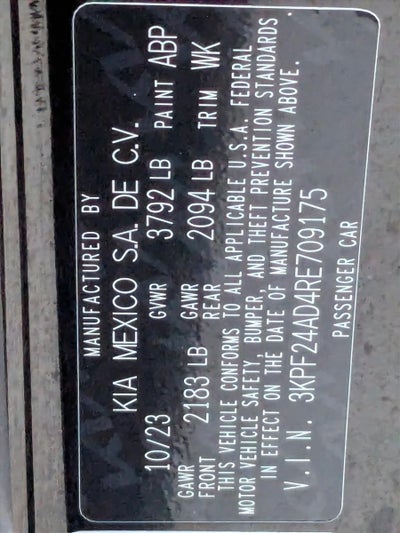 MANUFACTURED BY
KIA MEXICO S.A. DE C.V.
10/23 GVWR 3792 LB PAINT ABP
GAWR FRONT 2183 LB GAWR REAR 2094 LB TRIM WK
THIS VEHICLE CONFORMS TO ALL APPLICABLE U.S.A. FEDERAL
MOTOR VEHICLE SAFETY, BUMPER, AND THEFT PREVENTION STANDARDS
IN EFFECT ON THE DATE OF MANUFACTURE SHOWN ABOVE.
V.I.N. 3KPF24AD4RE709175
PASSENGER CAR